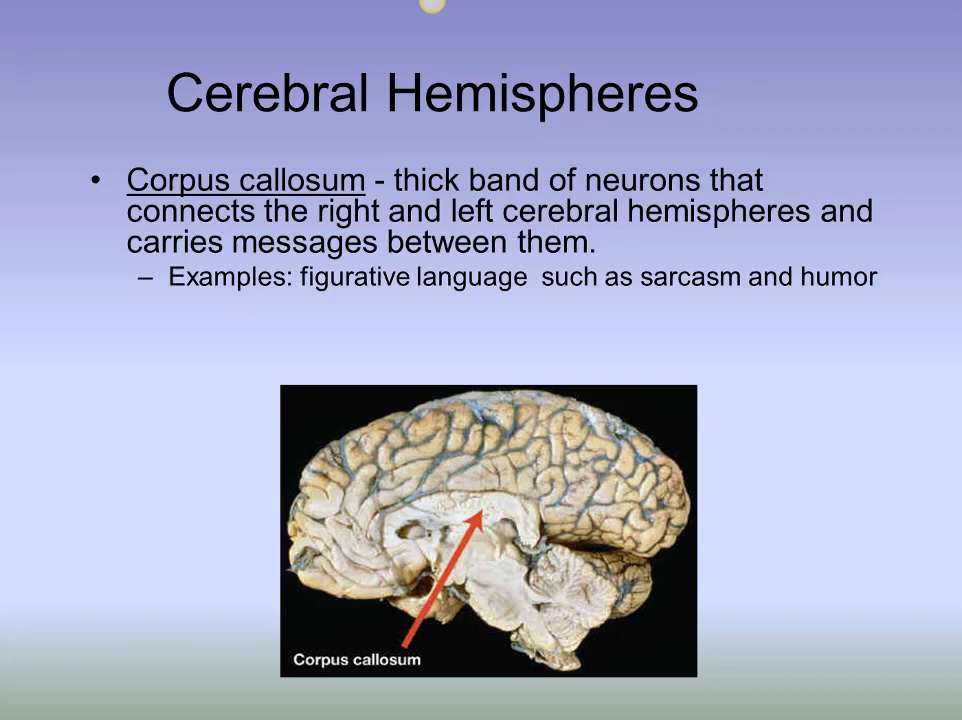 Cerebral Hemispheres
• Corpus callosum - thick band of neurons that
connects the right and left cerebral hemispheres and
carries messages between them.
– Examples: figurative language  such as sarcasm and humor
Corpus callosum